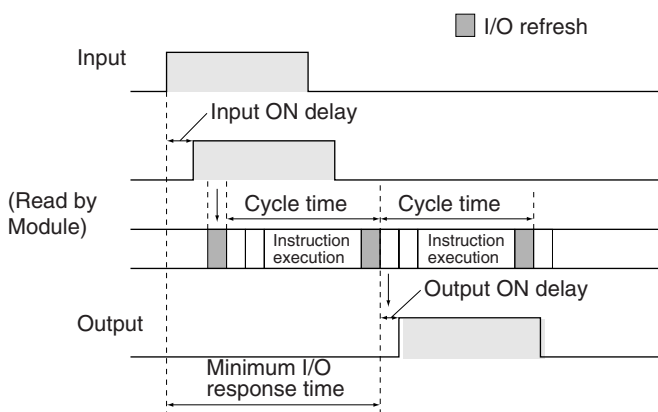 I/O refresh
Input
Input ON delay
(Read by
Module)
Cycle time
Cycle time
Instruction
execution
Instruction
execution
Output ON delay
Output
Minimum I/O
response time